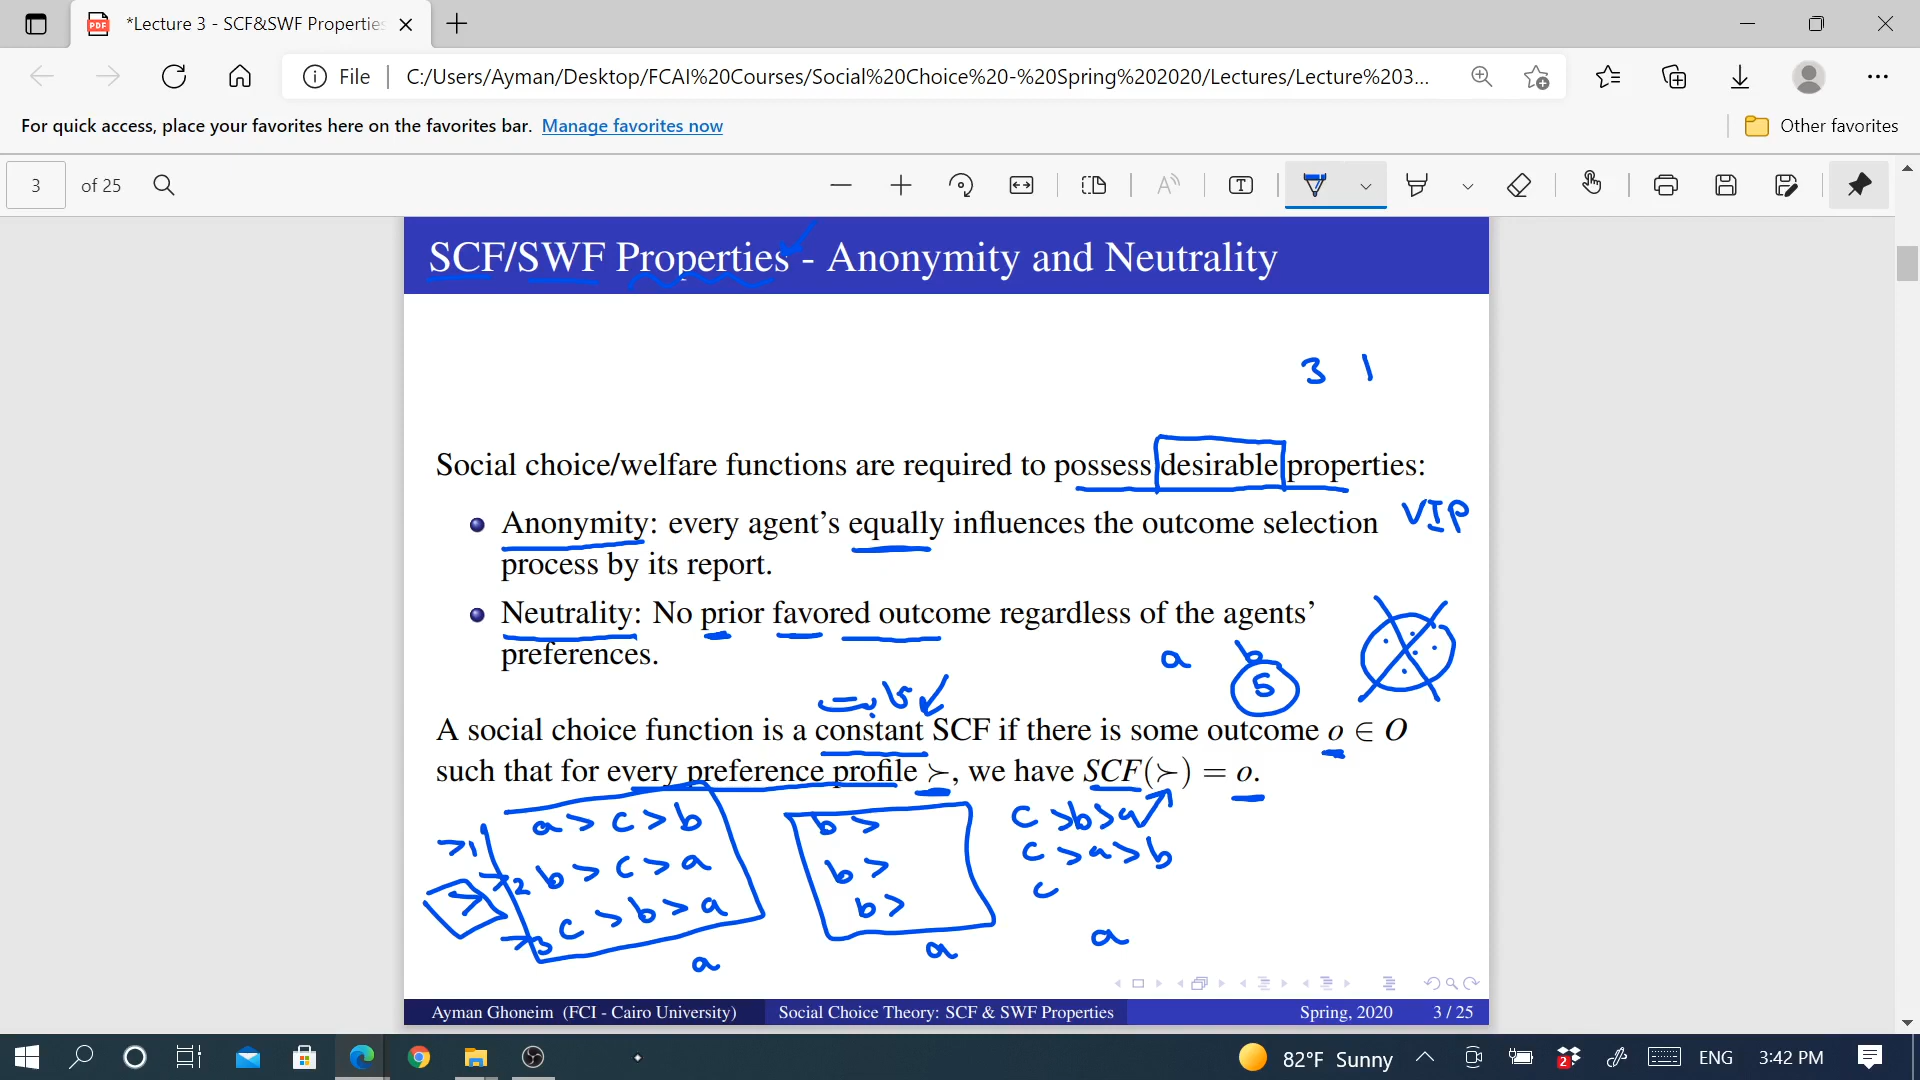 *Lecture 3 - SCF&SWF Properties
File
C:/Users/Ayman/Desktop/FCAI%20Courses/Social%20Choice%20-%20Spring%202020/Lectures/Lecture%203...
For quick access, place your favorites here on the favorites bar. Manage favorites now
Other favorites
3 of 25
SCF/SWF Properties - Anonymity and Neutrality
3 1
Social choice/welfare functions are required to possess desirable properties:
Anonymity: every agent's equally influences the outcome selection VIP
process by its report.
Neutrality: No prior favored outcome regardless of the agents'
preferences.
a b
5
ثابت
A social choice function is a constant SCF if there is some outcome o ∈ O
such that for every preference profile ≻, we have SCF(≻) = o.
≻1 a > c > b
≻2 b > c > a
≻
≻3 c > b > a
a
b >
b >
b >
a
c > b > a
c > a > b
c
a
Ayman Ghoneim (FCI - Cairo University) Social Choice Theory: SCF & SWF Properties Spring, 2020 3 / 25
82°F Sunny 2 ENG 3:42 PM